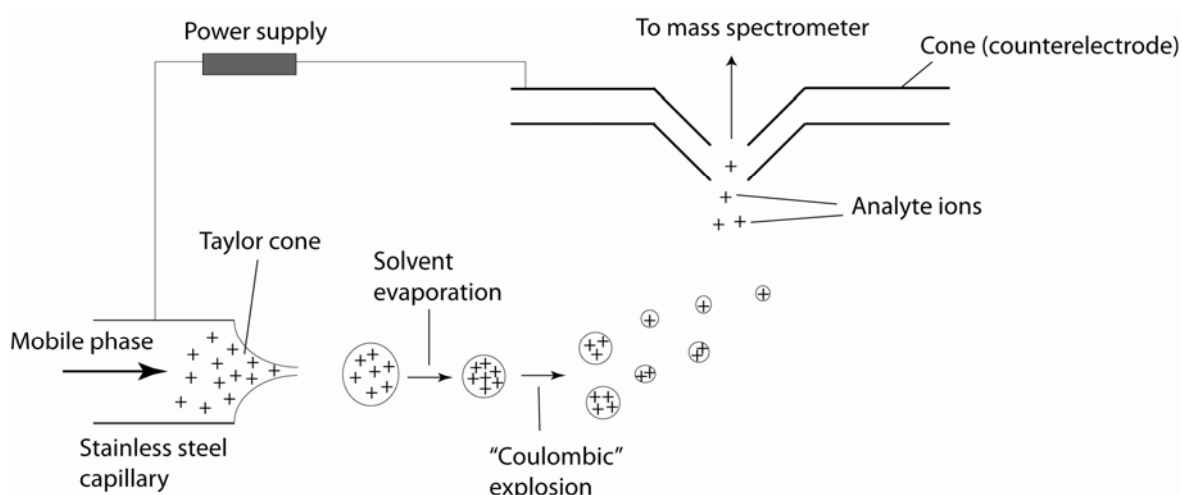 Power supply
To mass spectrometer
Cone (counterelectrode)
Analyte ions
Taylor cone
Solvent
evaporation
Mobile phase
Stainless steel
capillary
“Coulombic”
explosion